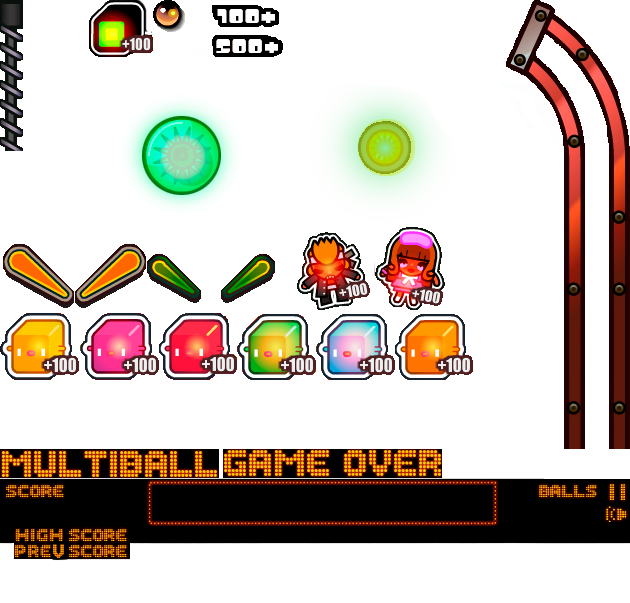 +100
100+
500+
+100
+100
+100
+100
+100
+100
+100
+100
MULTIBALL
GAME OVER
SCORE
BALLS
HIGH SCORE
PREV SCORE